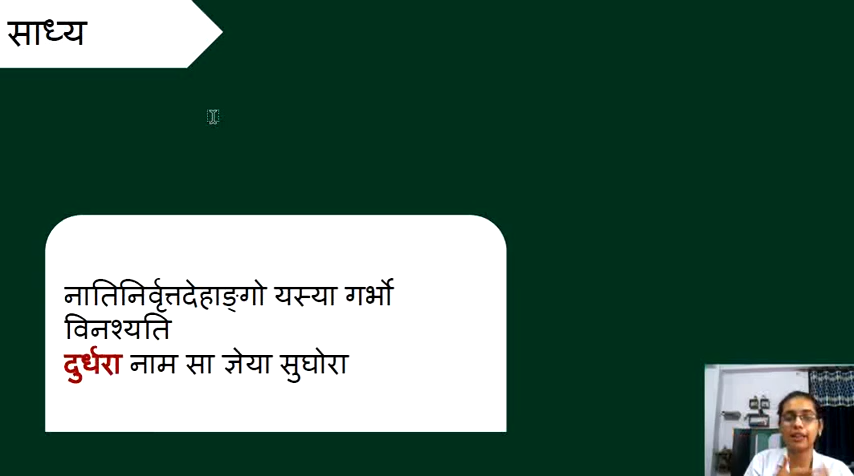 साध्य
नातिनिर्वृत्तदेहाङ्गो यस्या गर्भो
विनश्यति
दुर्धरा नाम सा ज्ञेया सुघोरा